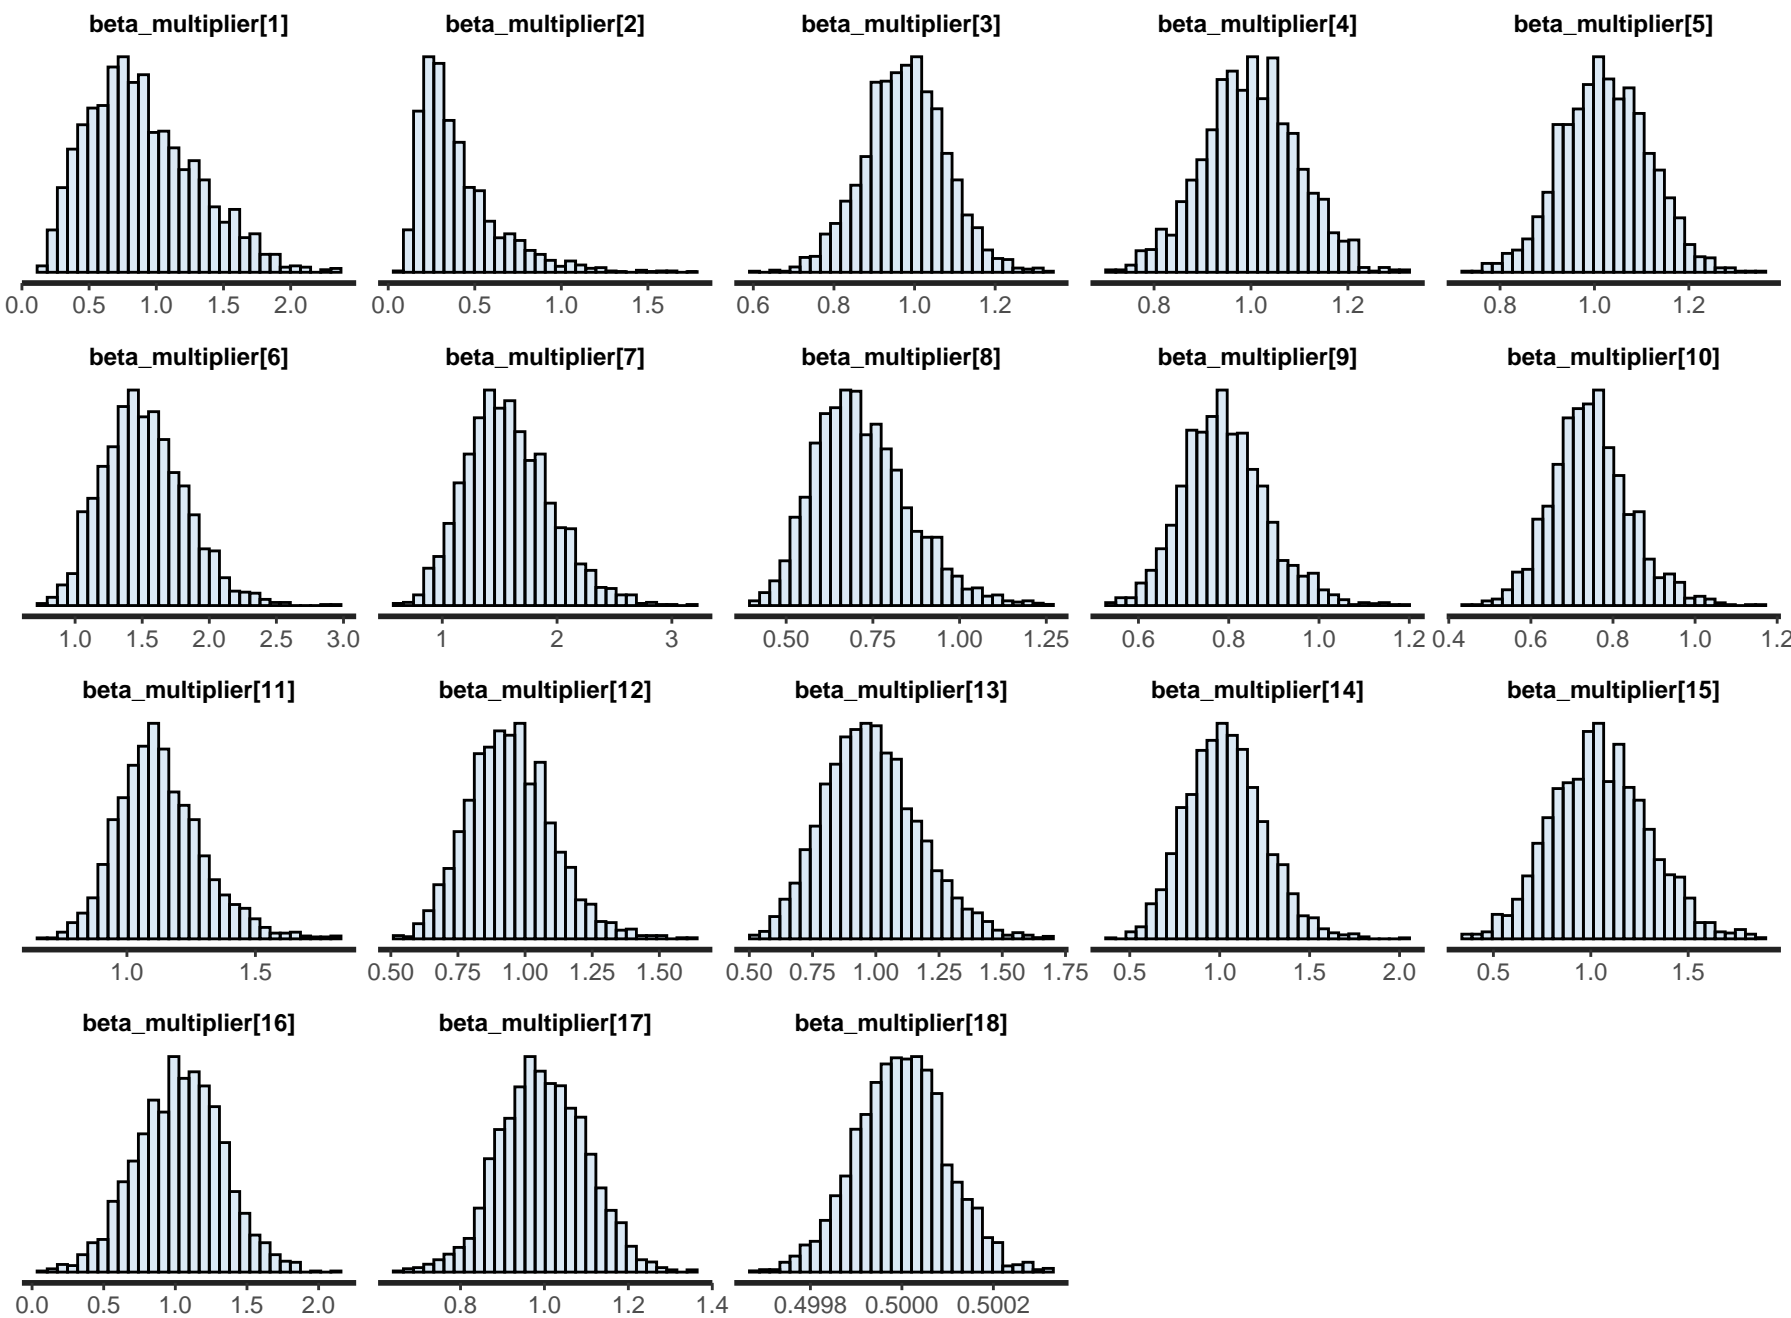 beta_multiplier[1] beta_multiplier[2] beta_multiplier[3] beta_multiplier[4] beta_multiplier[5]
0.0 0.5 1.0 1.5 2.0 0.0 0.5 1.0 1.5 0.6 0.8 1.0 1.2 0.8 1.0 1.2 0.8 1.0 1.2
beta_multiplier[6] beta_multiplier[7] beta_multiplier[8] beta_multiplier[9] beta_multiplier[10]
1.0 1.5 2.0 2.5 3.0 1 2 3 0.50 0.75 1.00 1.25 0.6 0.8 1.0 1.2 0.4 0.6 0.8 1.0 1.2
beta_multiplier[11] beta_multiplier[12] beta_multiplier[13] beta_multiplier[14] beta_multiplier[15]
1.0 1.5 0.50 0.75 1.00 1.25 1.50 0.50 0.75 1.00 1.25 1.50 1.75 0.5 1.0 1.5 2.0 0.5 1.0 1.5
beta_multiplier[16] beta_multiplier[17] beta_multiplier[18]
0.0 0.5 1.0 1.5 2.0 0.8 1.0 1.2 1.4 0.4998 0.5000 0.5002